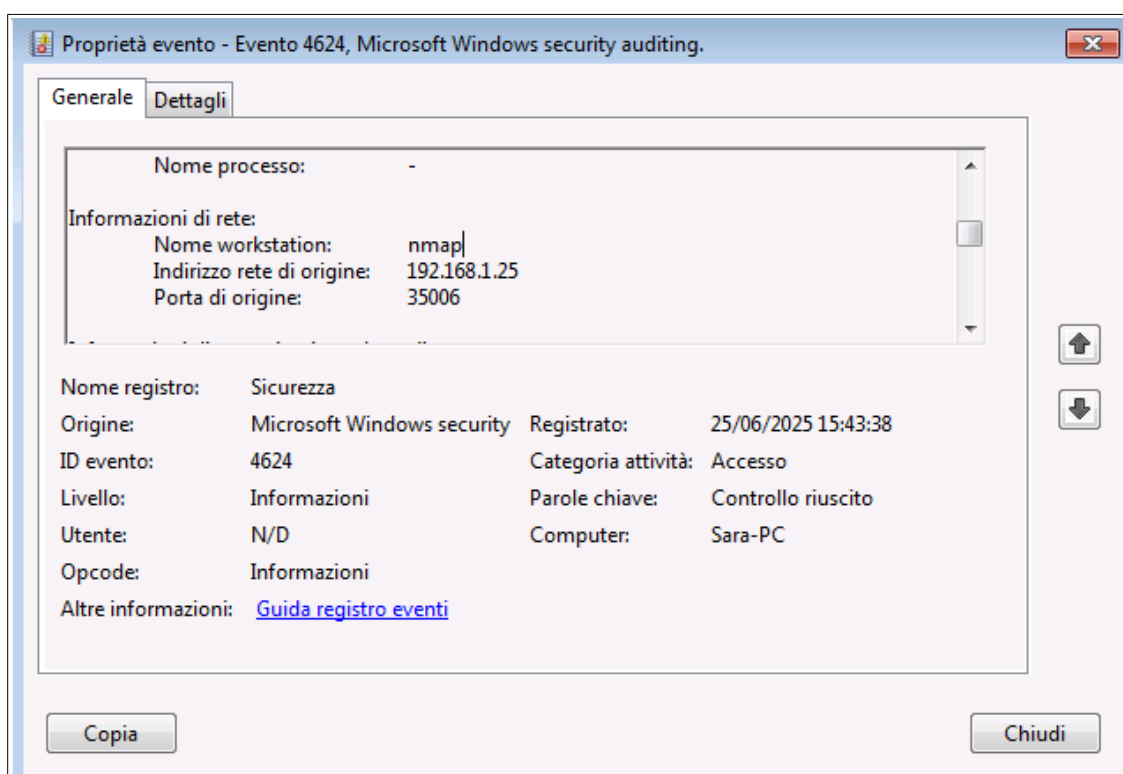 Proprietà evento - Evento 4624, Microsoft Windows security auditing.
Generale Dettagli
Nome processo: -
Informazioni di rete:
Nome workstation: nmap
Indirizzo rete di origine: 192.168.1.25
Porta di origine: 35006
Nome registro: Sicurezza
Origine: Microsoft Windows security Registrato: 25/06/2025 15:43:38
ID evento: 4624 Categoria attività: Accesso
Livello: Informazioni Parole chiave: Controllo riuscito
Utente: N/D Computer: Sara-PC
Opcode: Informazioni
Altre informazioni: Guida registro eventi
Copia Chiudi